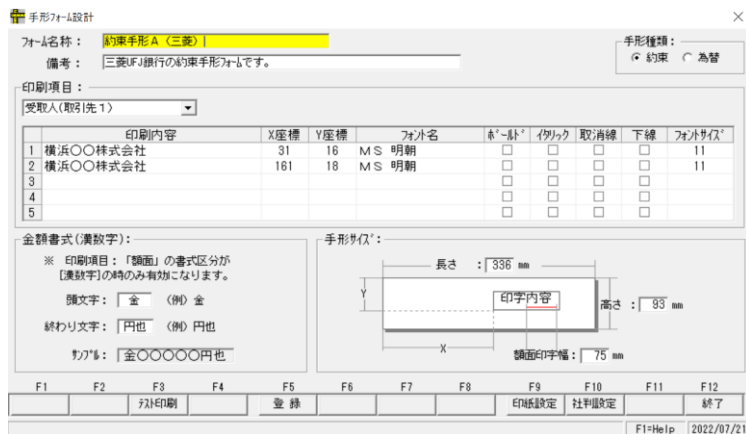 手形ﾌｫｰﾑ設計
ﾌｫｰﾑ名称： 約束手形Ａ（三菱）
手形種類：
約束 為替
備考： 三菱UFJ銀行の約束手形ﾌｫｰﾑです。
印刷項目：
受取人(取引先１)
印刷内容 X座標 Y座標 ﾌｫﾝﾄ名 ﾎﾞｰﾙﾄﾞ ｲﾀﾘｯｸ 取消線 下線 ﾌｫﾝﾄｻｲｽﾞ
1 横浜〇〇株式会社 31 16 ＭＳ 明朝 11
2 横浜〇〇株式会社 161 18 ＭＳ 明朝 11
3
4
5
金額書式(漢数字)：
※ 印刷項目：「額面」の書式区分が
[漢数字]の時のみ有効になります。
頭文字： 金 （例）金
終わり文字： 円也 （例）円也
ｻﾝﾌﾟﾙ： 金〇〇〇〇〇円也
手形ｻｲｽﾞ：
長さ ： 336 mm
Y
印字内容
高さ ： 93 mm
X
額面印字幅： 75 mm
F1 F2 F3 F4 F5 F6 F7 F8 F9 F10 F11 F12
ﾃｽﾄ印刷 登 録 印紙設定 社判設定 終了
F1=Help 2022/07/21